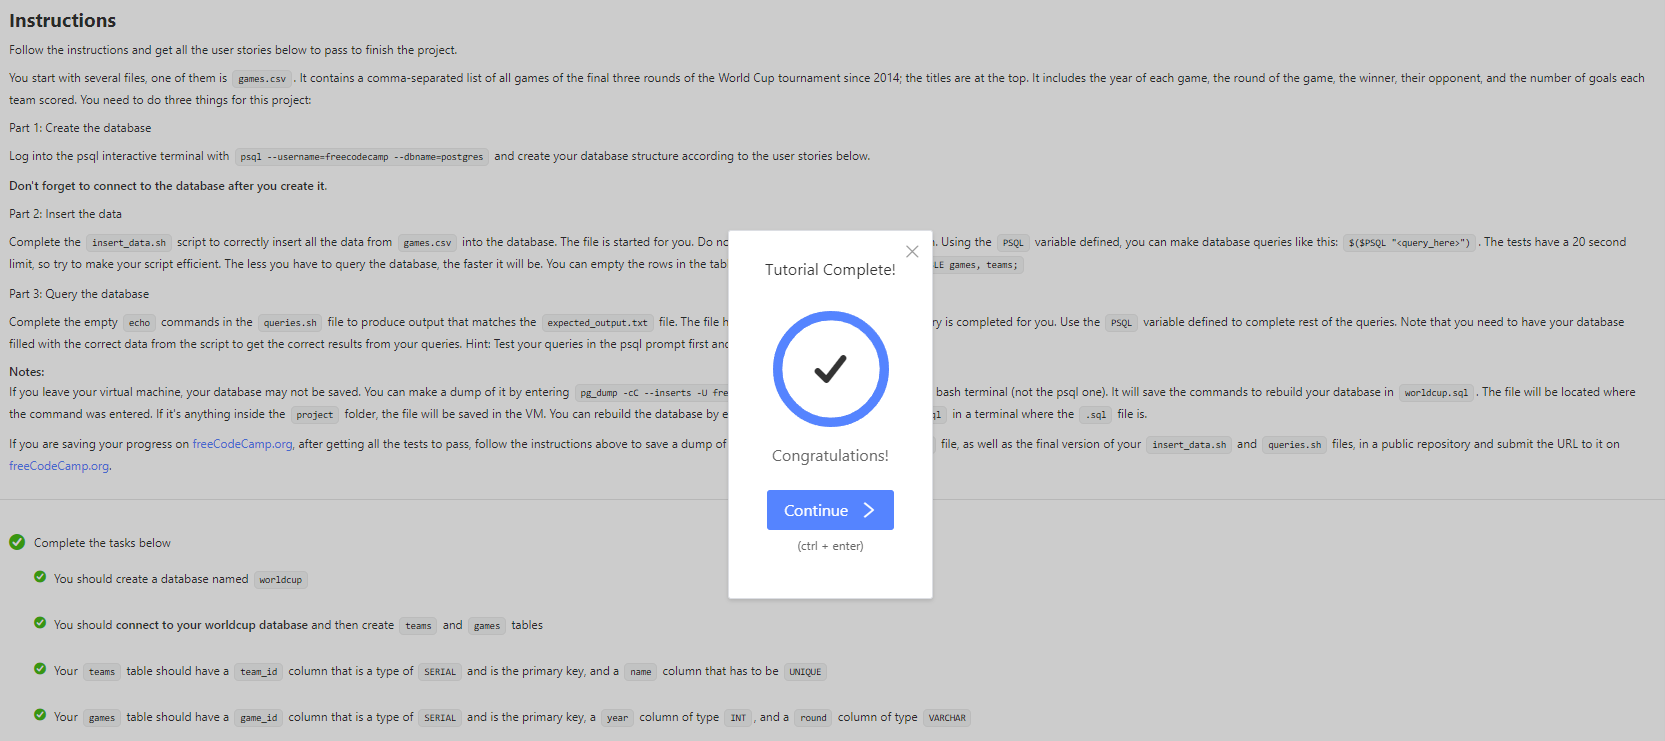 Instructions
Follow the instructions and get all the user stories below to pass to finish the project.
You start with several files, one of them is games.csv . It contains a comma-separated list of all games of the final three rounds of the World Cup tournament since 2014; the titles are at the top. It includes the year of each game, the round of the game, the winner, their opponent, and the number of goals each
team scored. You need to do three things for this project:
Part 1: Create the database
Log into the psql interactive terminal with psql --username=freecodecamp --dbname=postgres and create your database structure according to the user stories below.
Don't forget to connect to the database after you create it.
Part 2: Insert the data
Complete the insert_data.sh script to correctly insert all the data from games.csv into the database. The file is started for you. Do no . Using the PSQL variable defined, you can make database queries like this: $($PSQL "<query_here>") . The tests have a 20 second
limit, so try to make your script efficient. The less you have to query the database, the faster it will be. You can empty the rows in the tab LE games, teams;
Part 3: Query the database
Complete the empty echo commands in the queries.sh file to produce output that matches the expected_output.txt file. The file h ry is completed for you. Use the PSQL variable defined to complete rest of the queries. Note that you need to have your database
filled with the correct data from the script to get the correct results from your queries. Hint: Test your queries in the psql prompt first and
Notes:
If you leave your virtual machine, your database may not be saved. You can make a dump of it by entering pg_dump -cC --inserts -U fre bash terminal (not the psql one). It will save the commands to rebuild your database in worldcup.sql . The file will be located where
the command was entered. If it's anything inside the project folder, the file will be saved in the VM. You can rebuild the database by e ql in a terminal where the .sql file is.
If you are saving your progress on freeCodeCamp.org, after getting all the tests to pass, follow the instructions above to save a dump of file, as well as the final version of your insert_data.sh and queries.sh files, in a public repository and submit the URL to it on
freeCodeCamp.org.
Tutorial Complete!
Congratulations!
Continue
(ctrl + enter)
Complete the tasks below
You should create a database named worldcup
You should connect to your worldcup database and then create teams and games tables
Your teams table should have a team_id column that is a type of SERIAL and is the primary key, and a name column that has to be UNIQUE
Your games table should have a game_id column that is a type of SERIAL and is the primary key, a year column of type INT , and a round column of type VARCHAR